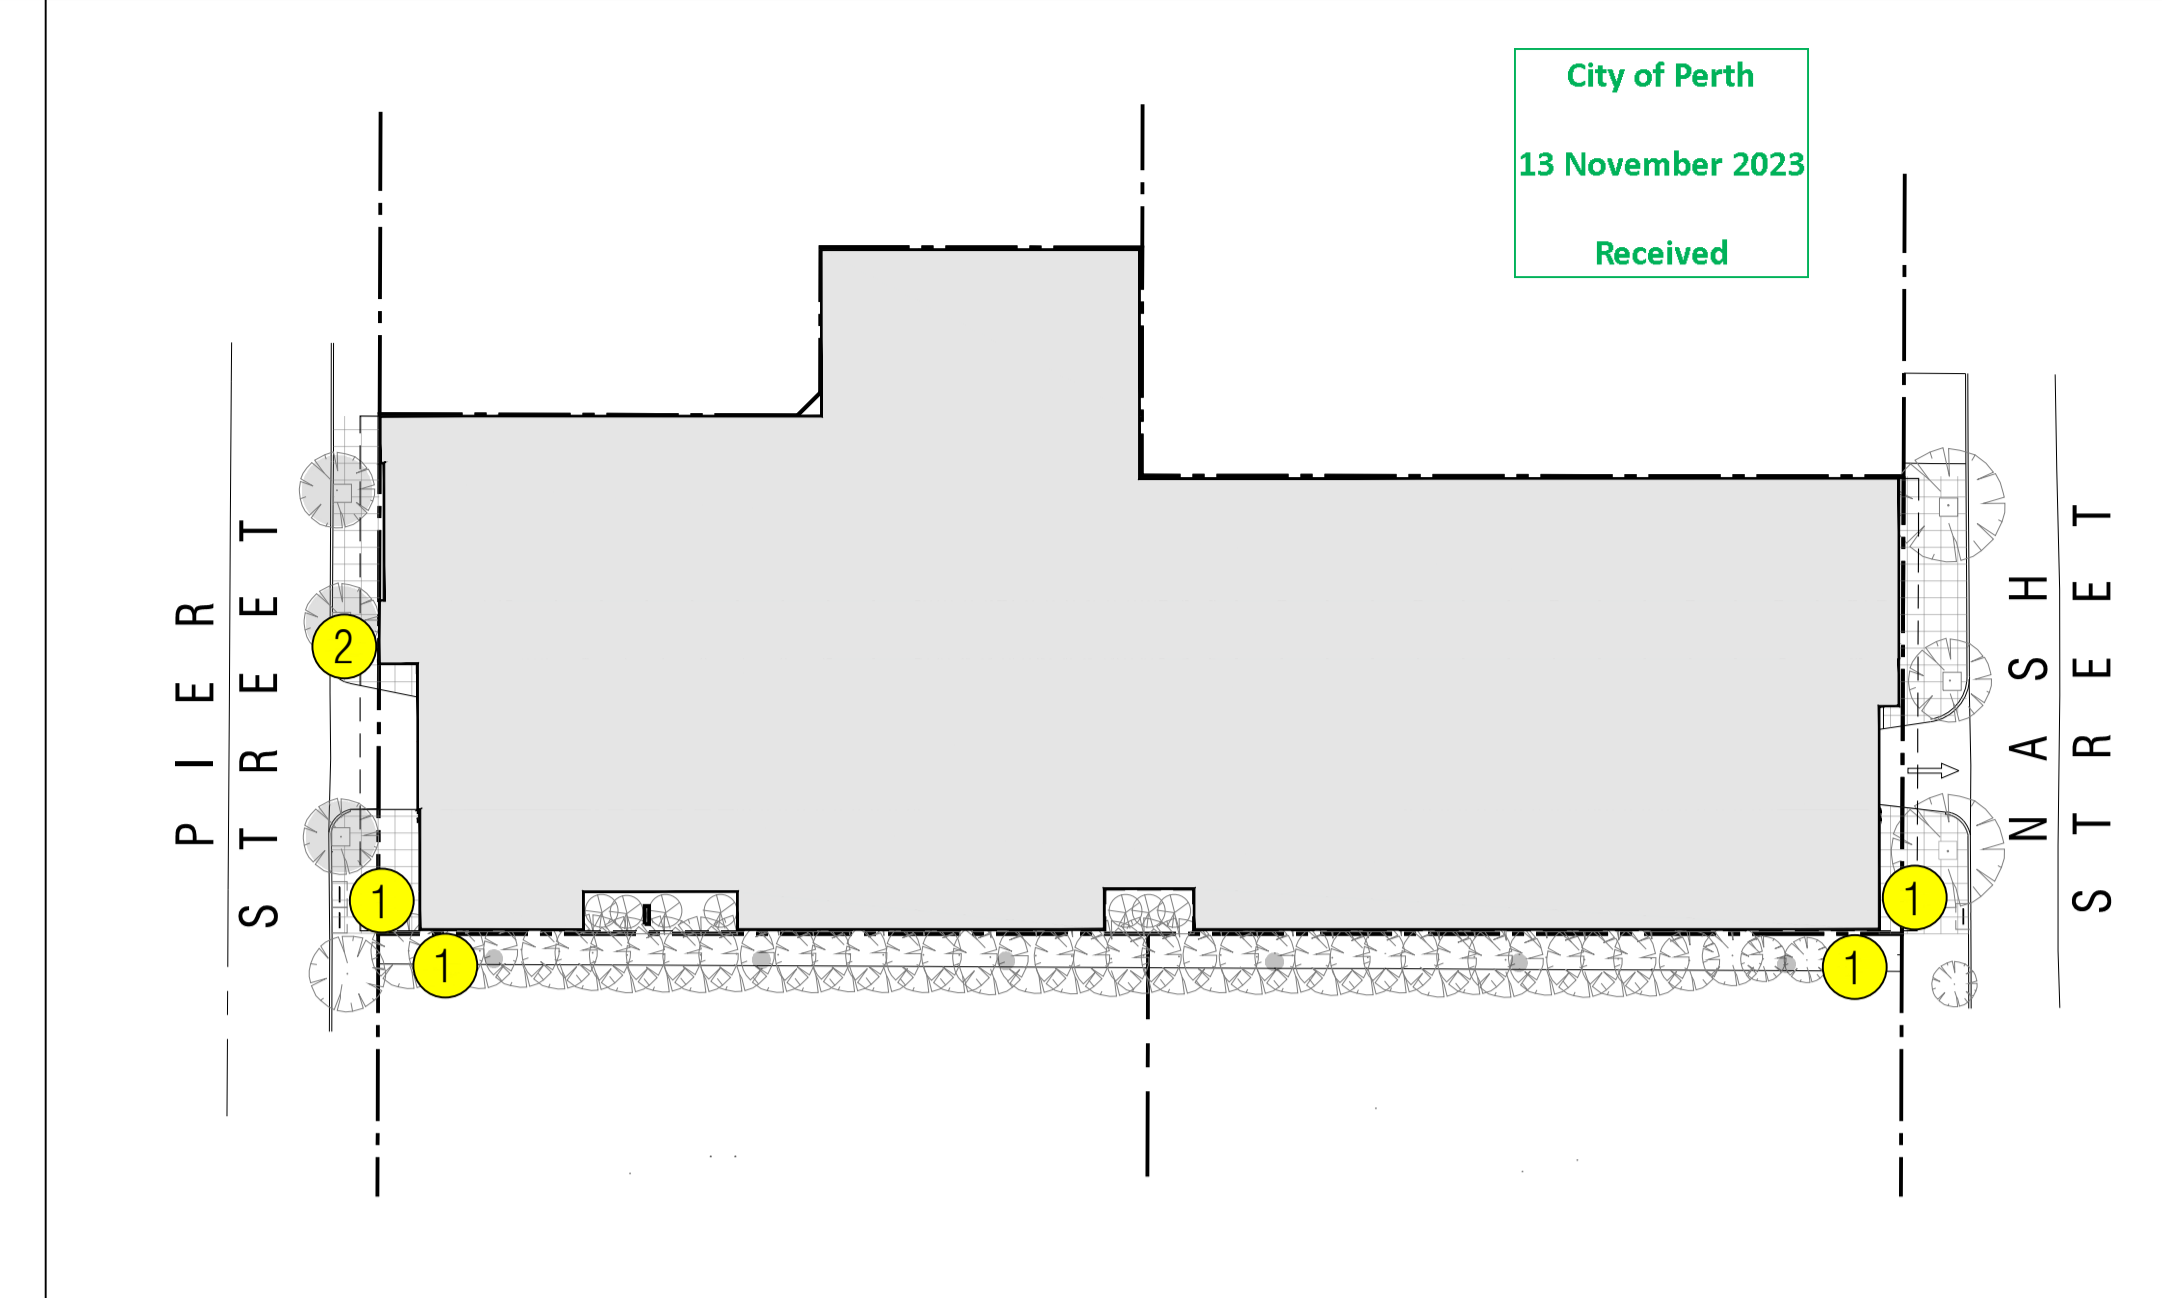 City of Perth
13 November 2023
Received
PIER
STREET
NASH
STREET
2
1
1
1
1